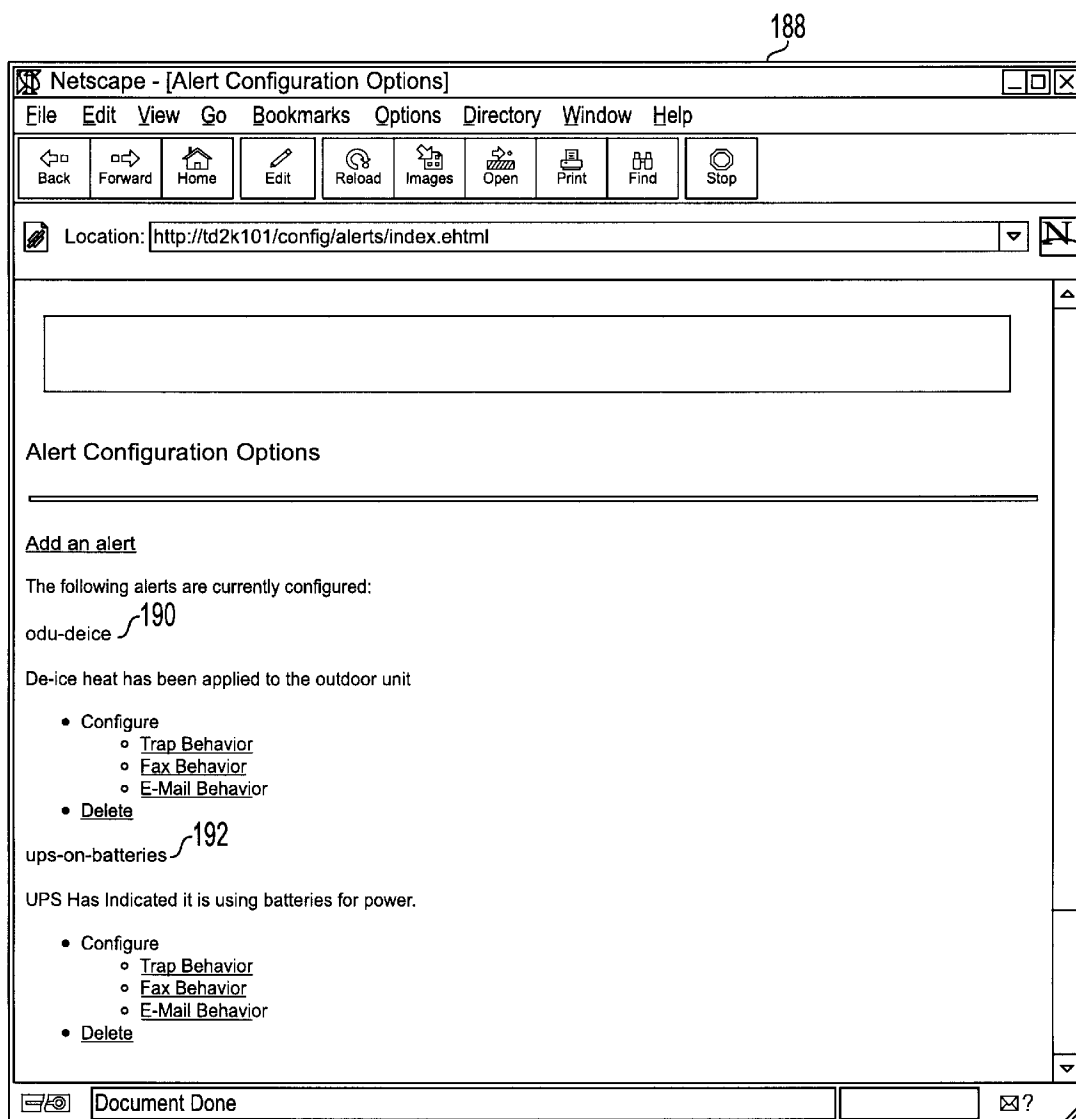 188
Netscape - [Alert Configuration Options]
File Edit View Go Bookmarks Options Directory Window Help
Back Forward Home Edit Reload Images Open Print Find Stop
Location: http://td2k101/config/alerts/index.ehtml
N
Alert Configuration Options
Add an alert
The following alerts are currently configured:
odu-deice 190
De-ice heat has been applied to the outdoor unit
• Configure
o Trap Behavior
o Fax Behavior
o E-Mail Behavior
• Delete
ups-on-batteries 192
UPS Has Indicated it is using batteries for power.
• Configure
o Trap Behavior
o Fax Behavior
o E-Mail Behavior
• Delete
Document Done ?